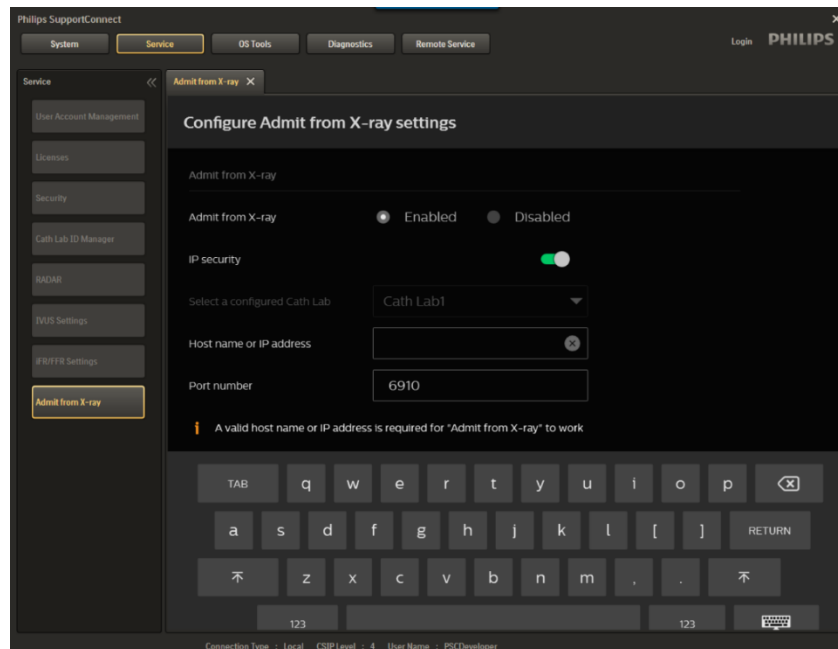 Philips SupportConnect
System Service OS Tools Diagnostics Remote Service Login PHILIPS
Service
User Account Management
Licenses
Security
Cath Lab ID Manager
RADAR
IVUS Settings
iFR/FFR Settings
Admit from X-ray
Admit from X-ray
Configure Admit from X-ray settings
Admit from X-ray
Admit from X-ray Enabled Disabled
IP security
Select a configured Cath Lab Cath Lab1
Host name or IP address
Port number 6910
A valid host name or IP address is required for "Admit from X-ray" to work
TAB q w e r t y u i o p
a s d f g h j k l [ ] RETURN
z x c v b n m , .
123 123
Connection Type : Local CSIP Level : 4 User Name : PSCDeveloper